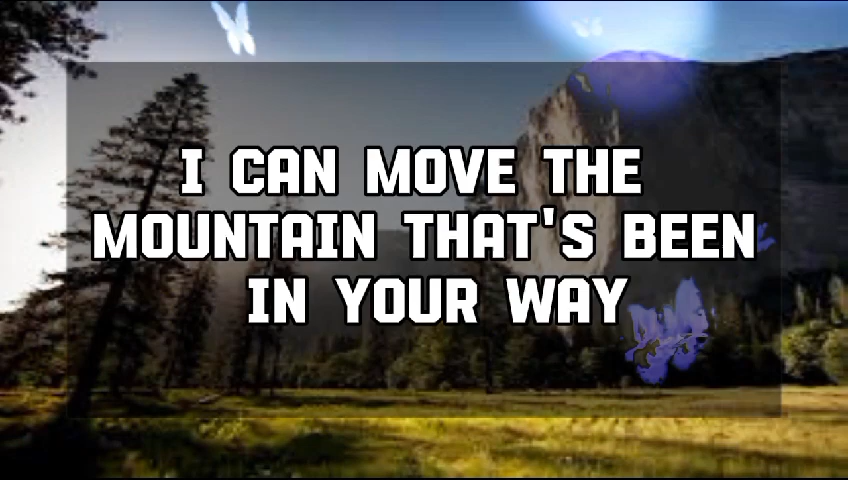 I CAN MOVE THE
MOUNTAIN THAT'S BEEN
IN YOUR WAY